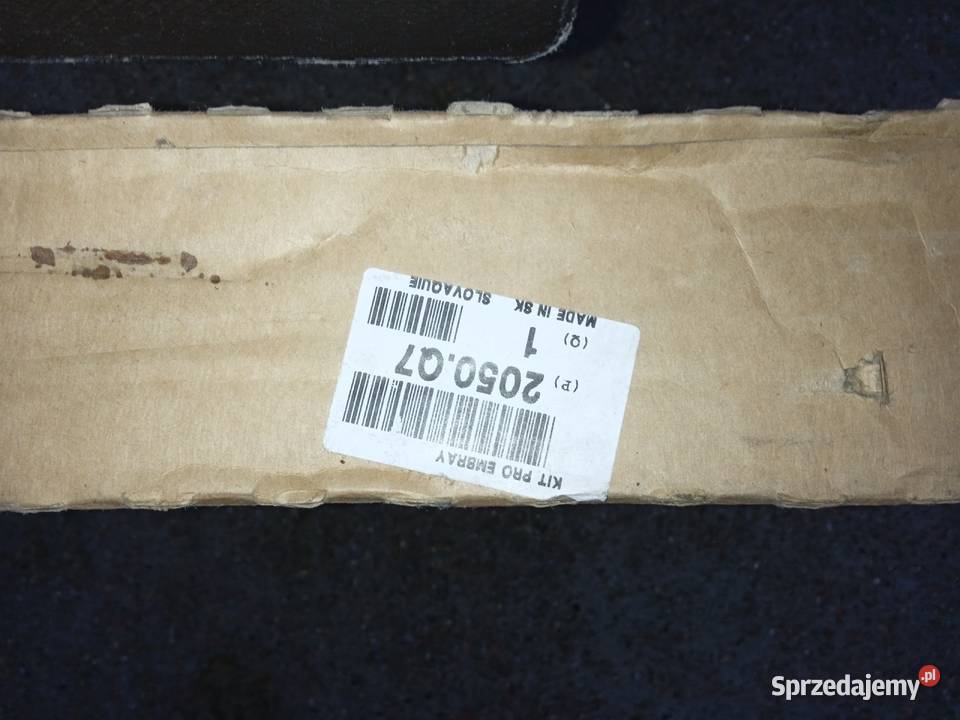 KIT PRO EMBRAY
(P) 2050.Q7
(Q) 1
MADE IN SK
SLOVAQUIE
Sprzedajemy.pl